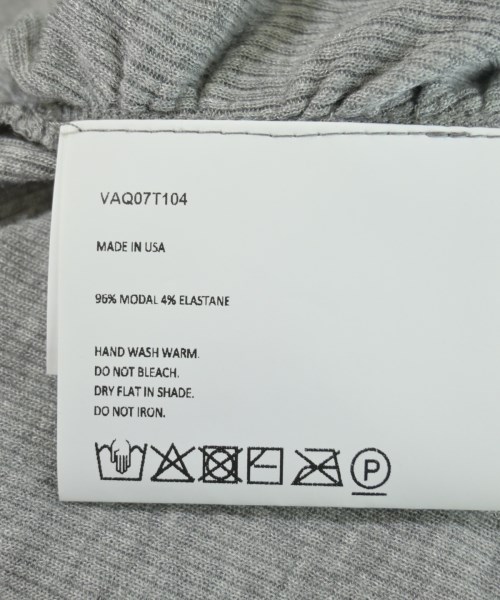 VAQ07T104
MADE IN USA
96% MODAL 4% ELASTANE
HAND WASH WARM.
DO NOT BLEACH.
DRY FLAT IN SHADE.
DO NOT IRON.
P